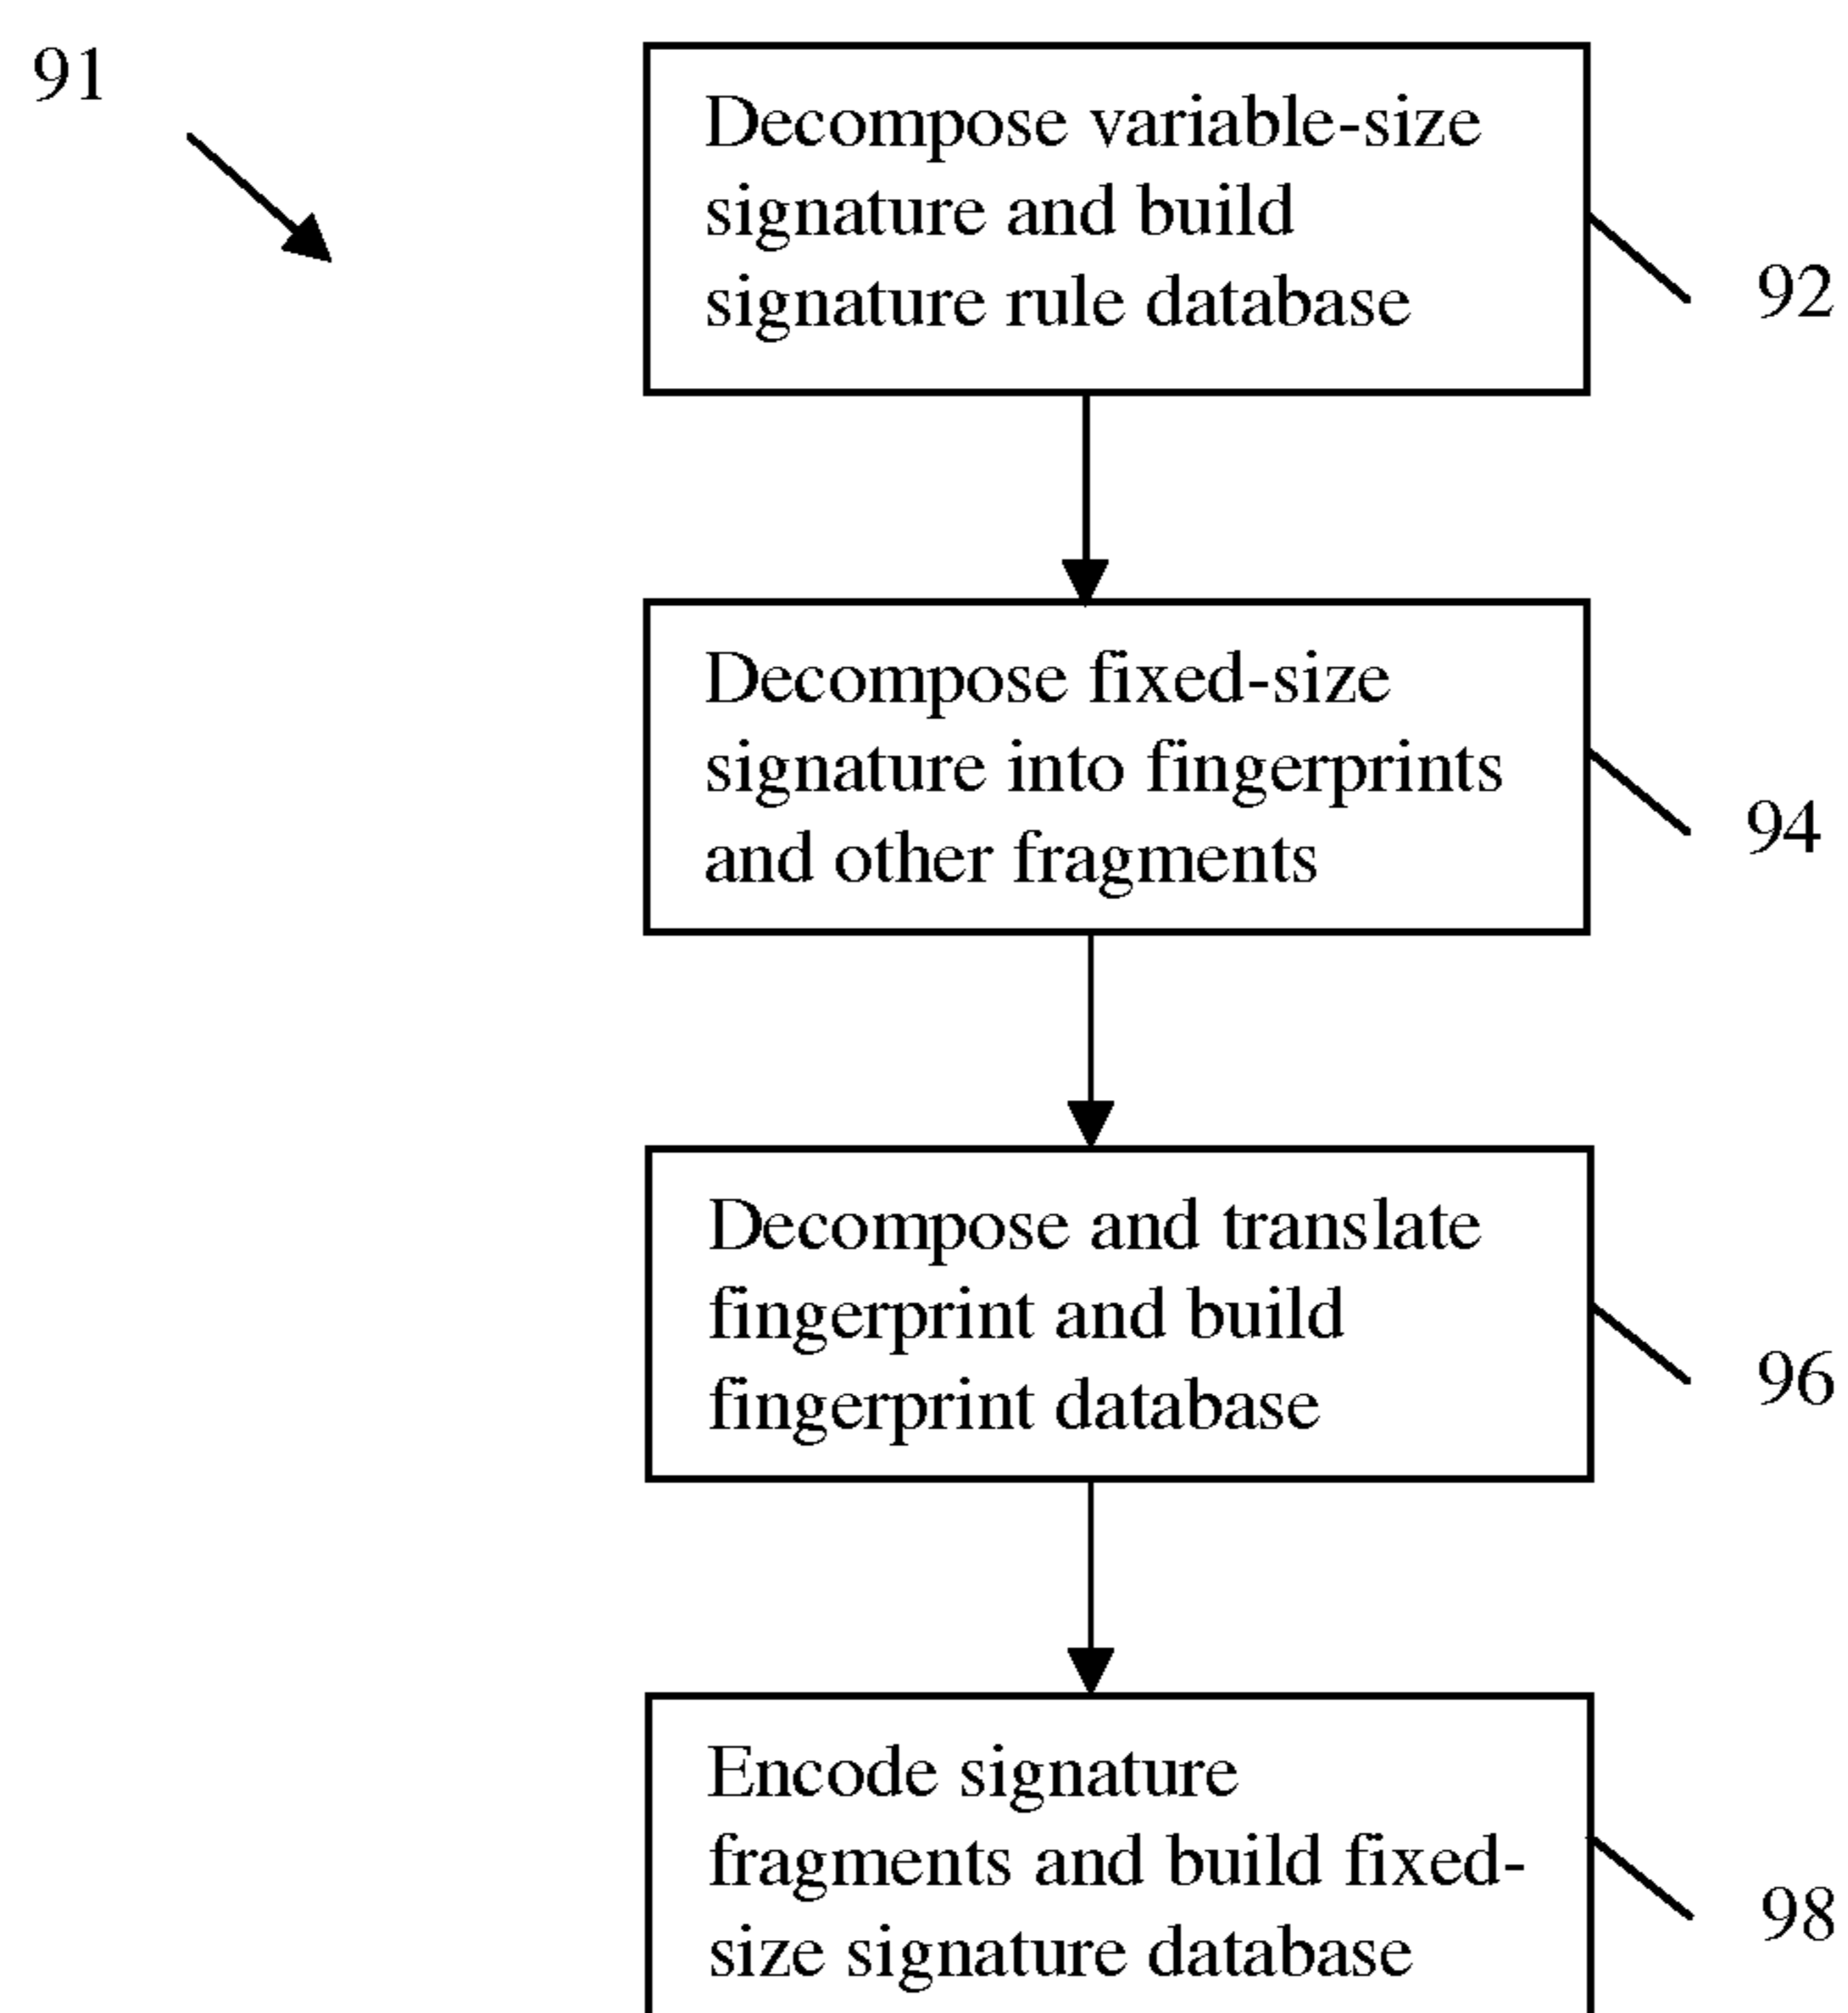 91
Decompose variable-size
signature and build
signature rule database
92
Decompose fixed-size
signature into fingerprints
and other fragments
94
Decompose and translate
fingerprint and build
fingerprint database
96
Encode signature
fragments and build fixed-
size signature database
98